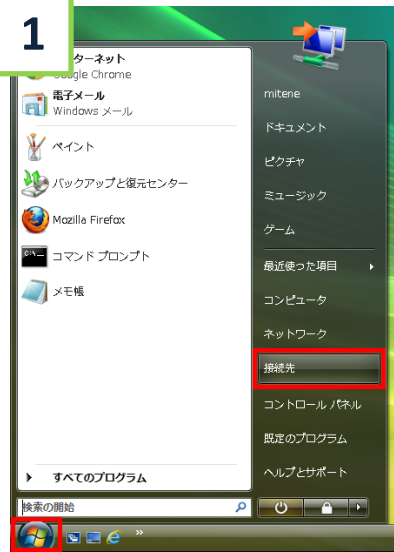 1
ターネット
gle Chrome
電子メール
Windows メール
ペイント
バックアップと復元センター
Mozilla Firefox
コマンド プロンプト
メモ帳
すべてのプログラム
検索の開始
mitene
ドキュメント
ピクチャ
ミュージック
ゲーム
最近使った項目
コンピュータ
ネットワーク
接続先
コントロール パネル
既定のプログラム
ヘルプとサポート